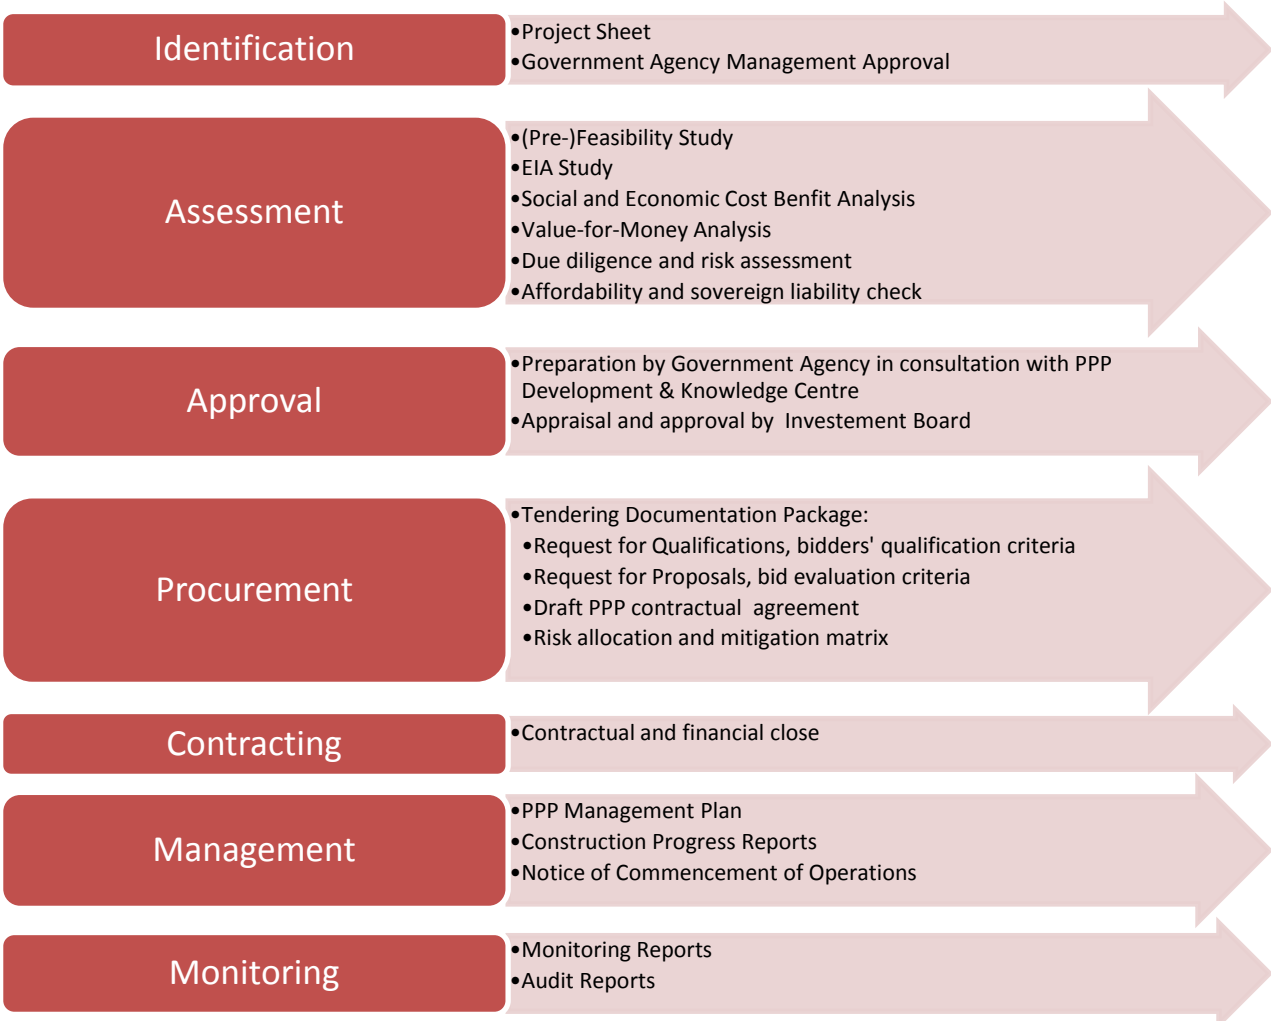 Identification
•Project Sheet
•Government Agency Management Approval
Assessment
•(Pre-)Feasibility Study
•EIA Study
•Social and Economic Cost Benfit Analysis
•Value-for-Money Analysis
•Due diligence and risk assessment
•Affordability and sovereign liability check
Approval
•Preparation by Government Agency in consultation with PPP
Development & Knowledge Centre
•Appraisal and approval by  Investement Board
Procurement
•Tendering Documentation Package:
•Request for Qualifications, bidders' qualification criteria
•Request for Proposals, bid evaluation criteria
•Draft PPP contractual  agreement
•Risk allocation and mitigation matrix
Contracting
•Contractual and financial close
Management
•PPP Management Plan
•Construction Progress Reports
•Notice of Commencement of Operations
Monitoring
•Monitoring Reports
•Audit Reports